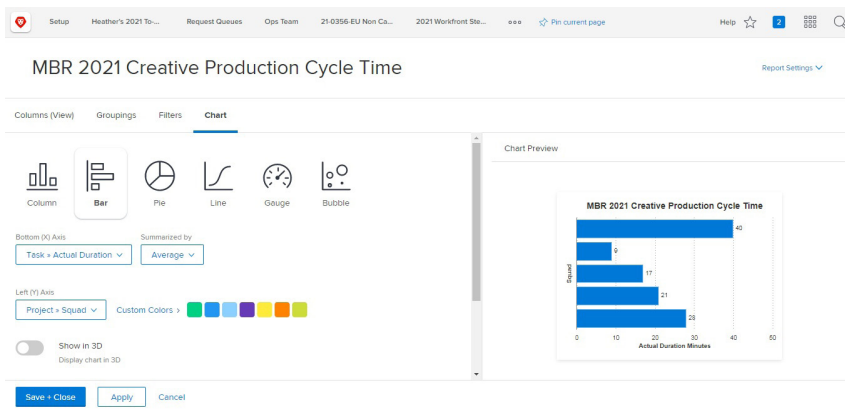 Setup Heather's 2021 To-... Request Queues Ops Team 21-0356-EU Non Ca... 2021 Workfront Ste... Pin current page Help 2
MBR 2021 Creative Production Cycle Time
Report Settings
Columns (View) Groupings Filters Chart
Chart Preview
Column Bar Pie Line Gauge Bubble
Bottom (X) Axis Summarized by
Task » Actual Duration Average
Left (Y) Axis
Project » Squad Custom Colors ›
Show in 3D
Display chart in 3D
Save + Close Apply Cancel
MBR 2021 Creative Production Cycle Time
40
9
17
21
28
Squad
0 10 20 30 40 50
Actual Duration Minutes